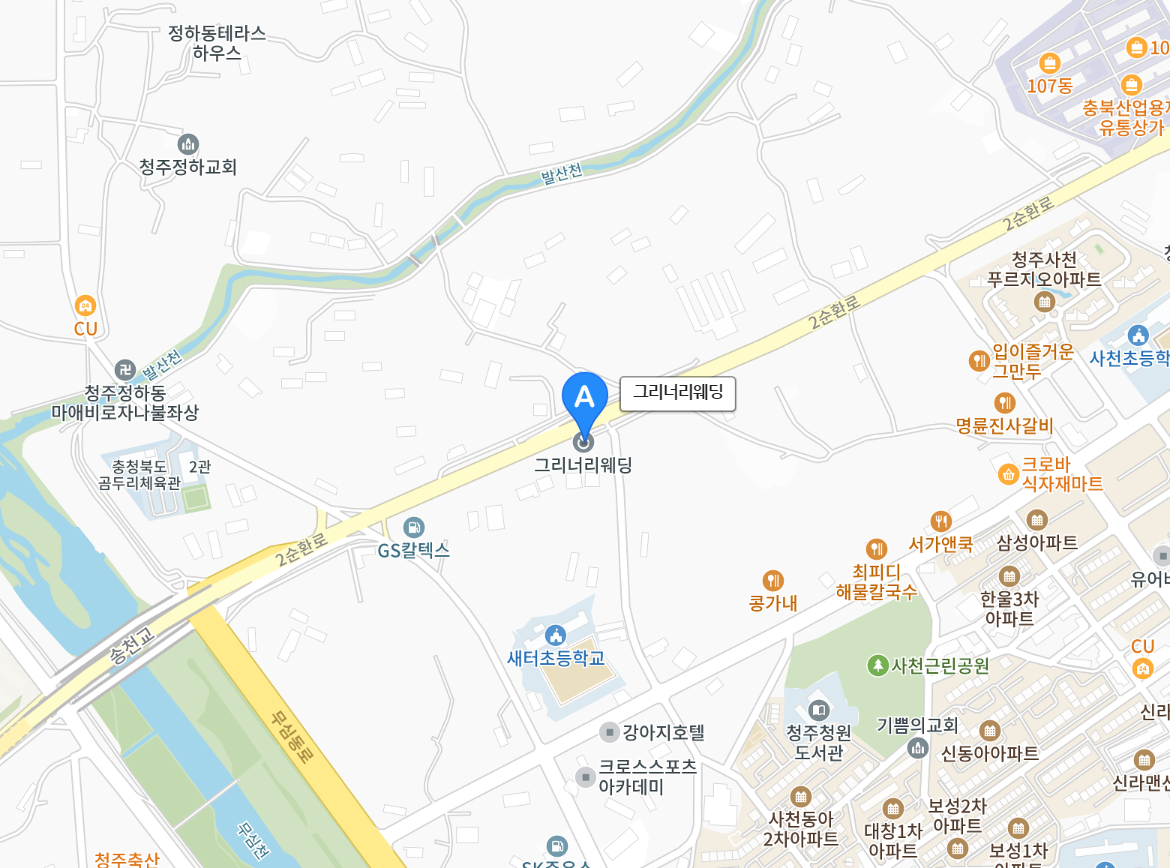 정하동테라스
하우스
107동
10
충북산업용재
유통상가
청주정하교회
발산천
2순환로
청주사천
푸르지오아파트
CU
2순환로
사천초등학
입이즐거운
그만두
발산천
청주정하동
마애비로자나불좌상
A
그리너리웨딩
명륜진사갈비
그리너리웨딩
충청북도
곰두리체육관
2관
크로바
식자재마트
2순환로
GS칼텍스
서가앤쿡
삼성아파트
최피디
해물칼국수
콩가내
한울3차
아파트
유어
송천교
새터초등학교
CU
사천근린공원
무심동로
강아지호텔
청주청원
도서관
기쁨의교회
신동아아파트
신라
크로스스포츠
아카데미
신라맨션
사천동아
2차아파트
대창1차
아파트
보성2차
아파트
보성1차
아파트
무심천
청주축산
SK주유소